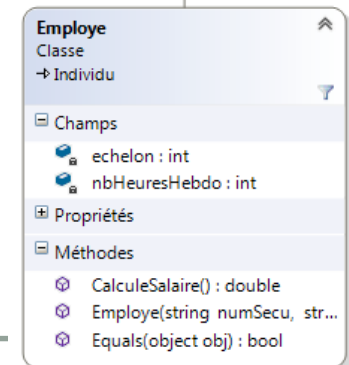 Employe
Classe
→ Individu
Champs
echelon : int
nbHeuresHebdo : int
Propriétés
Méthodes
CalculeSalaire() : double
Employe(string numSecu, str...
Equals(object obj) : bool